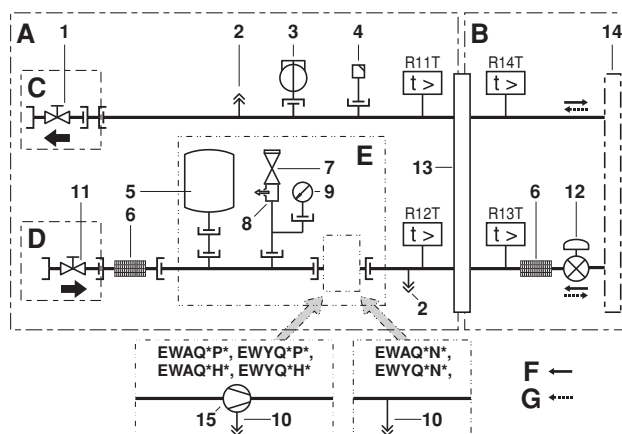 A
1
2
3
4
B
14
R11T
R14T
t >
t >
C
E
5
7
13
6
8
9
11
R12T
R13T
6
12
D
t >
t >
2
EWAQ*P*, EWYQ*P*,
EWAQ*H*, EWYQ*H*
EWAQ*N*,
EWYQ*N*,
F
G
15
10
10